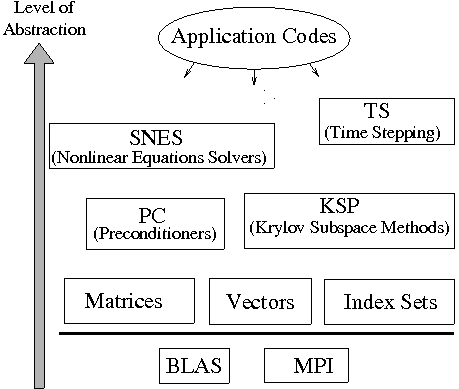 Level of
Abstraction
Application Codes
TS
(Time Stepping)
SNES
(Nonlinear Equations Solvers)
PC
(Preconditioners)
KSP
(Krylov Subspace Methods)
Matrices
Vectors
Index Sets
BLAS
MPI